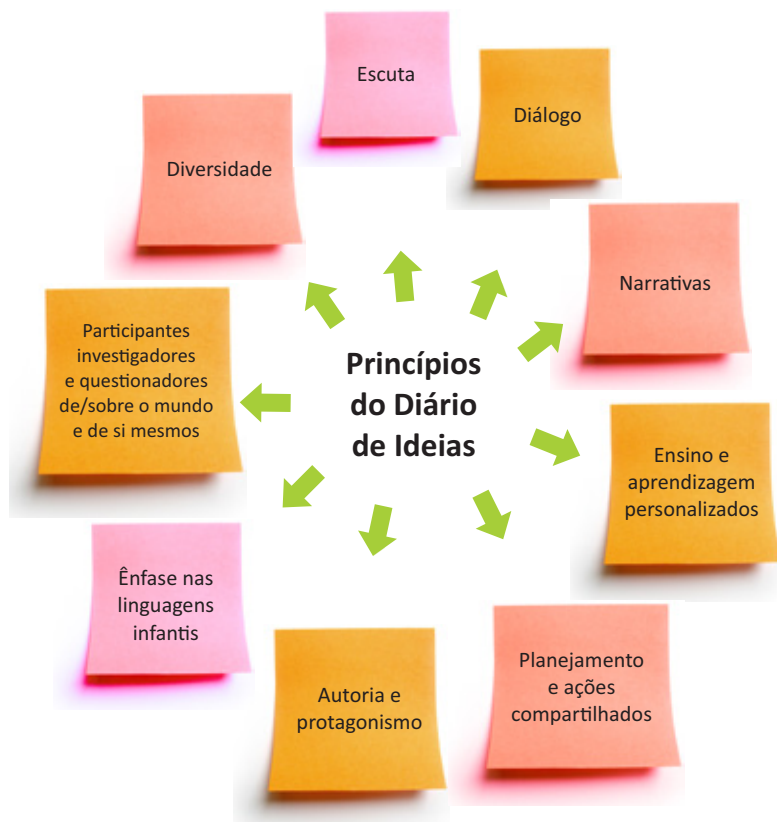 Escuta
Diálogo
Diversidade
Narrativas
Participantes
investigadores
e questionadores
de/sobre o mundo
e de si mesmos
Princípios
do Diário
de Ideias
Ensino e
aprendizagem
personalizados
Ênfase nas
linguagens
infantis
Autoria e
protagonismo
Planejamento
e ações
compartilhados